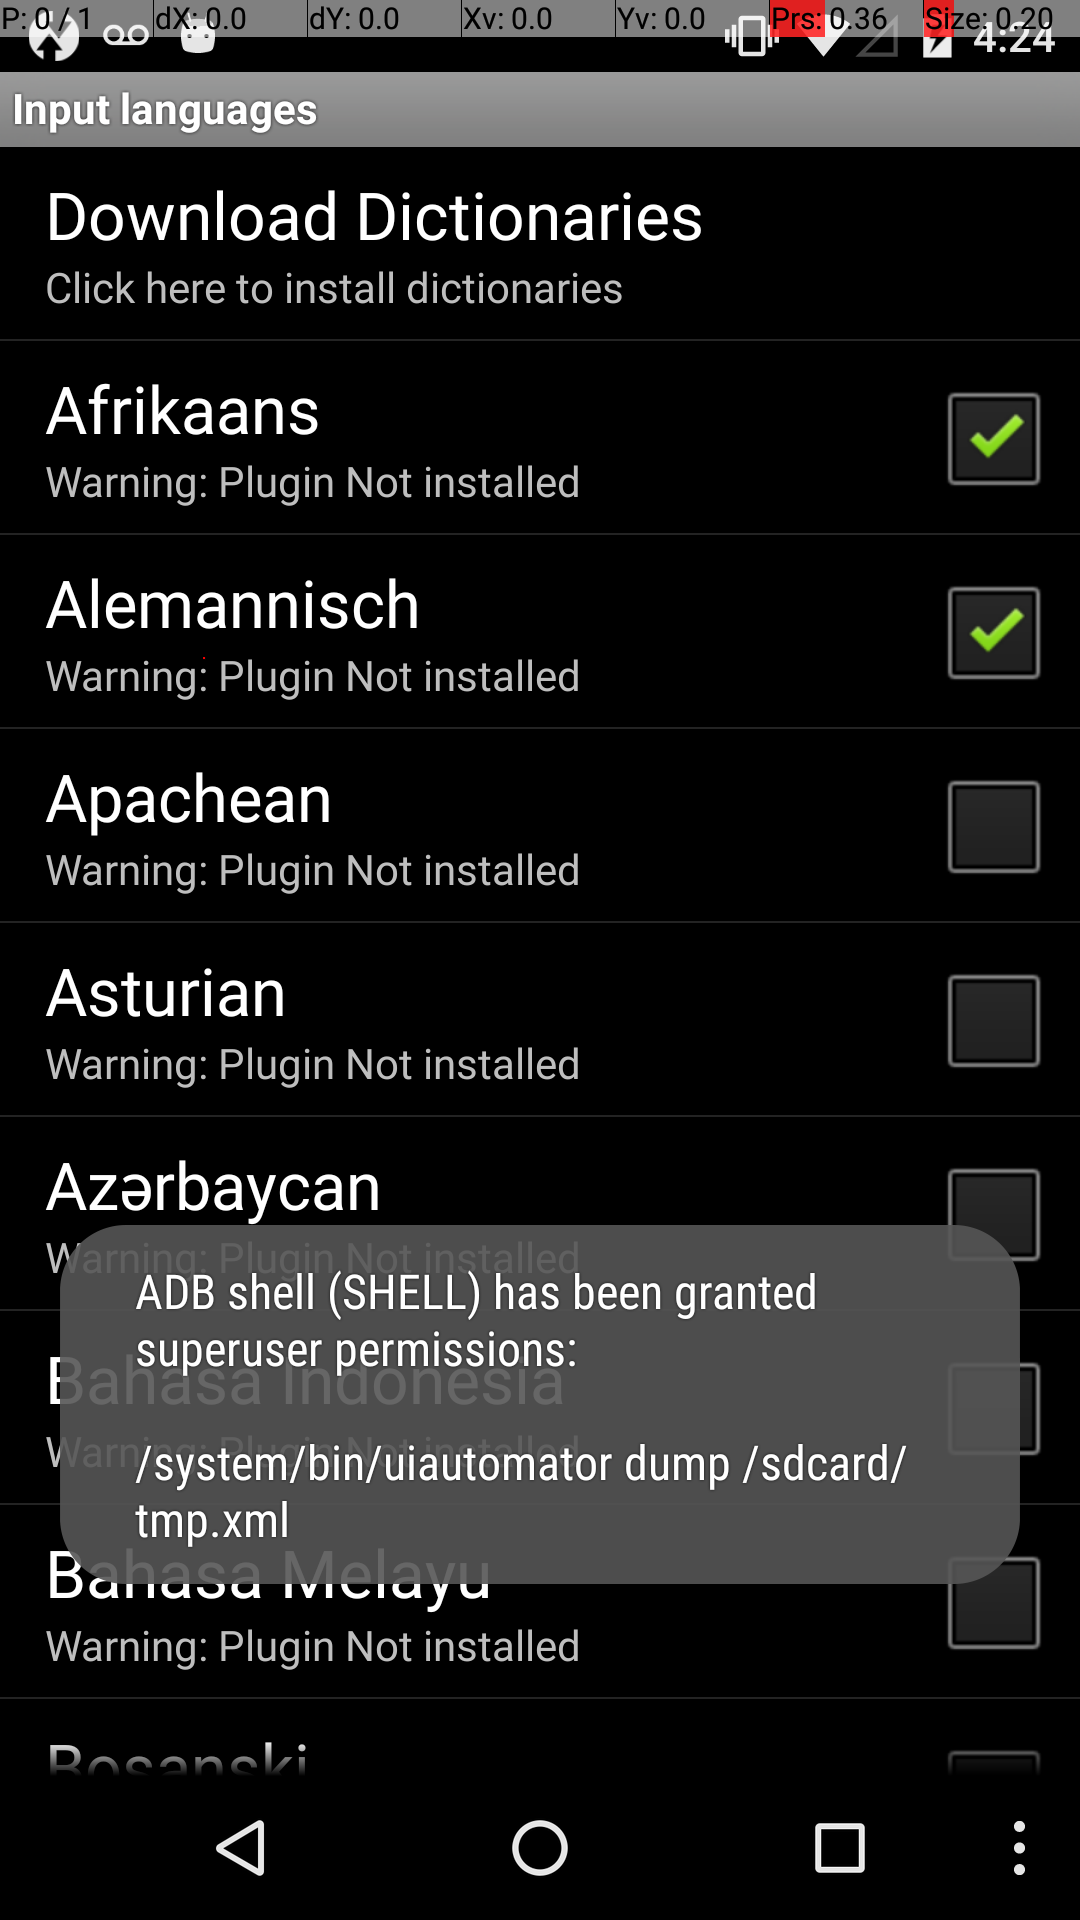 P: 0 / 1 dX: 0.0 dY: 0.0 Xv: 0.0 Yv: 0.0 Prs: 0.36 Size: 0.20
4:24
Input languages
Download Dictionaries
Click here to install dictionaries
Afrikaans
Warning: Plugin Not installed
Alemannisch
Warning: Plugin Not installed
Apachean
Warning: Plugin Not installed
Asturian
Warning: Plugin Not installed
Azərbaycan
Warning: Plugin Not installed
ADB shell (SHELL) has been granted
superuser permissions:
Bahasa Indonesia
Warning: Plugin Not installed
/system/bin/uiautomator dump /sdcard/
tmp.xml
Bahasa Melayu
Warning: Plugin Not installed
Bosanski